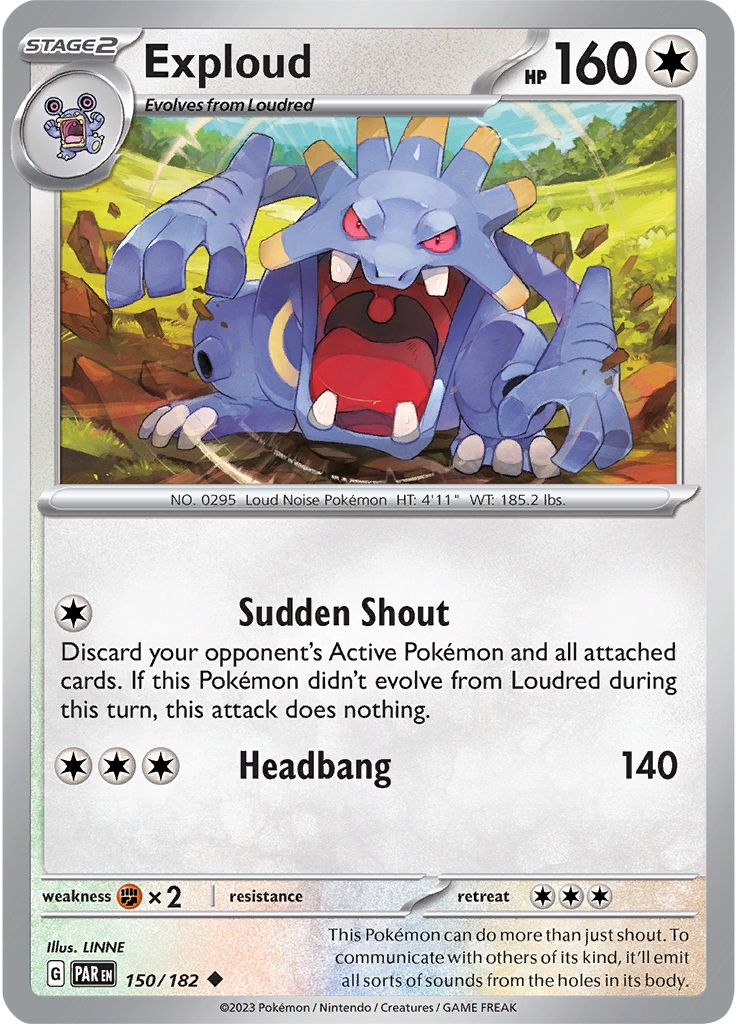 STAGE2
Exploud
HP 160
Evolves from Loudred
NO. 0295 Loud Noise Pokémon HT: 4'11" WT: 185.2 lbs.
Sudden Shout
Discard your opponent's Active Pokémon and all attached
cards. If this Pokémon didn't evolve from Loudred during
this turn, this attack does nothing.
Headbang 140
weakness ×2 resistance retreat
Illus. LINNE
G PAR EN 150/182
This Pokémon can do more than just shout. To
communicate with others of its kind, it'll emit
all sorts of sounds from the holes in its body.
©2023 Pokémon / Nintendo / Creatures / GAME FREAK